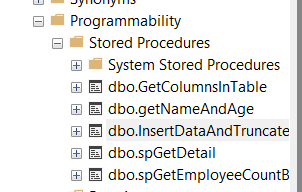 Synonyms
Programmability
Stored Procedures
System Stored Procedures
dbo.GetColumnsInTable
dbo.getNameAndAge
dbo.InsertDataAndTruncate
dbo.spGetDetail
dbo.spGetEmployeeCountB